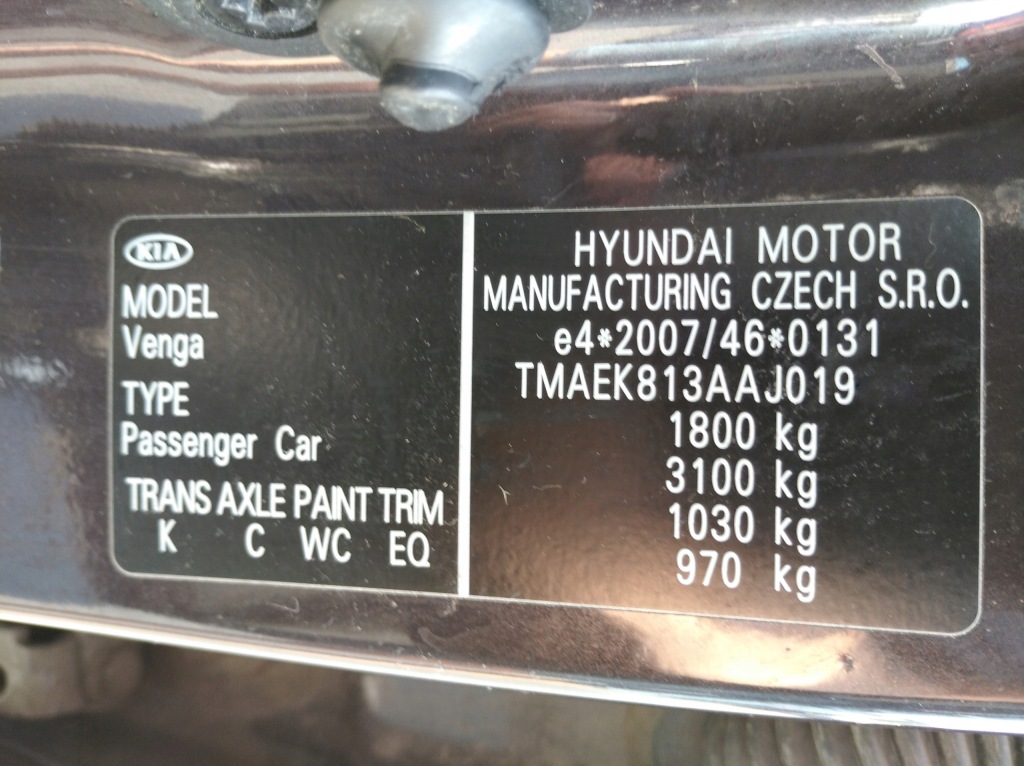 KIA
MODEL
Venga
TYPE
Passenger Car
TRANS AXLE PAINT TRIM
K C WC EQ
HYUNDAI MOTOR
MANUFACTURING CZECH S.R.O.
e4*2007/46*0131
TMAEK813AAJ019
1800 kg
3100 kg
1030 kg
970 kg